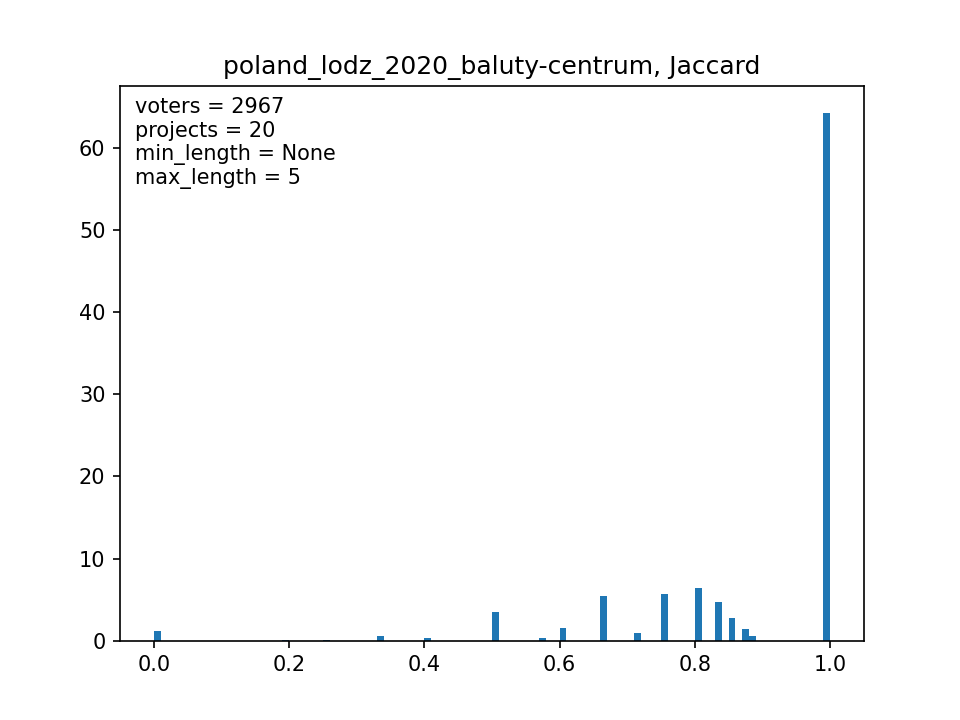 poland_lodz_2020_baluty-centrum, Jaccard
voters = 2967
projects = 20
min_length = None
max_length = 5
60
50
40
30
20
10
0
0.0 0.2 0.4 0.6 0.8 1.0